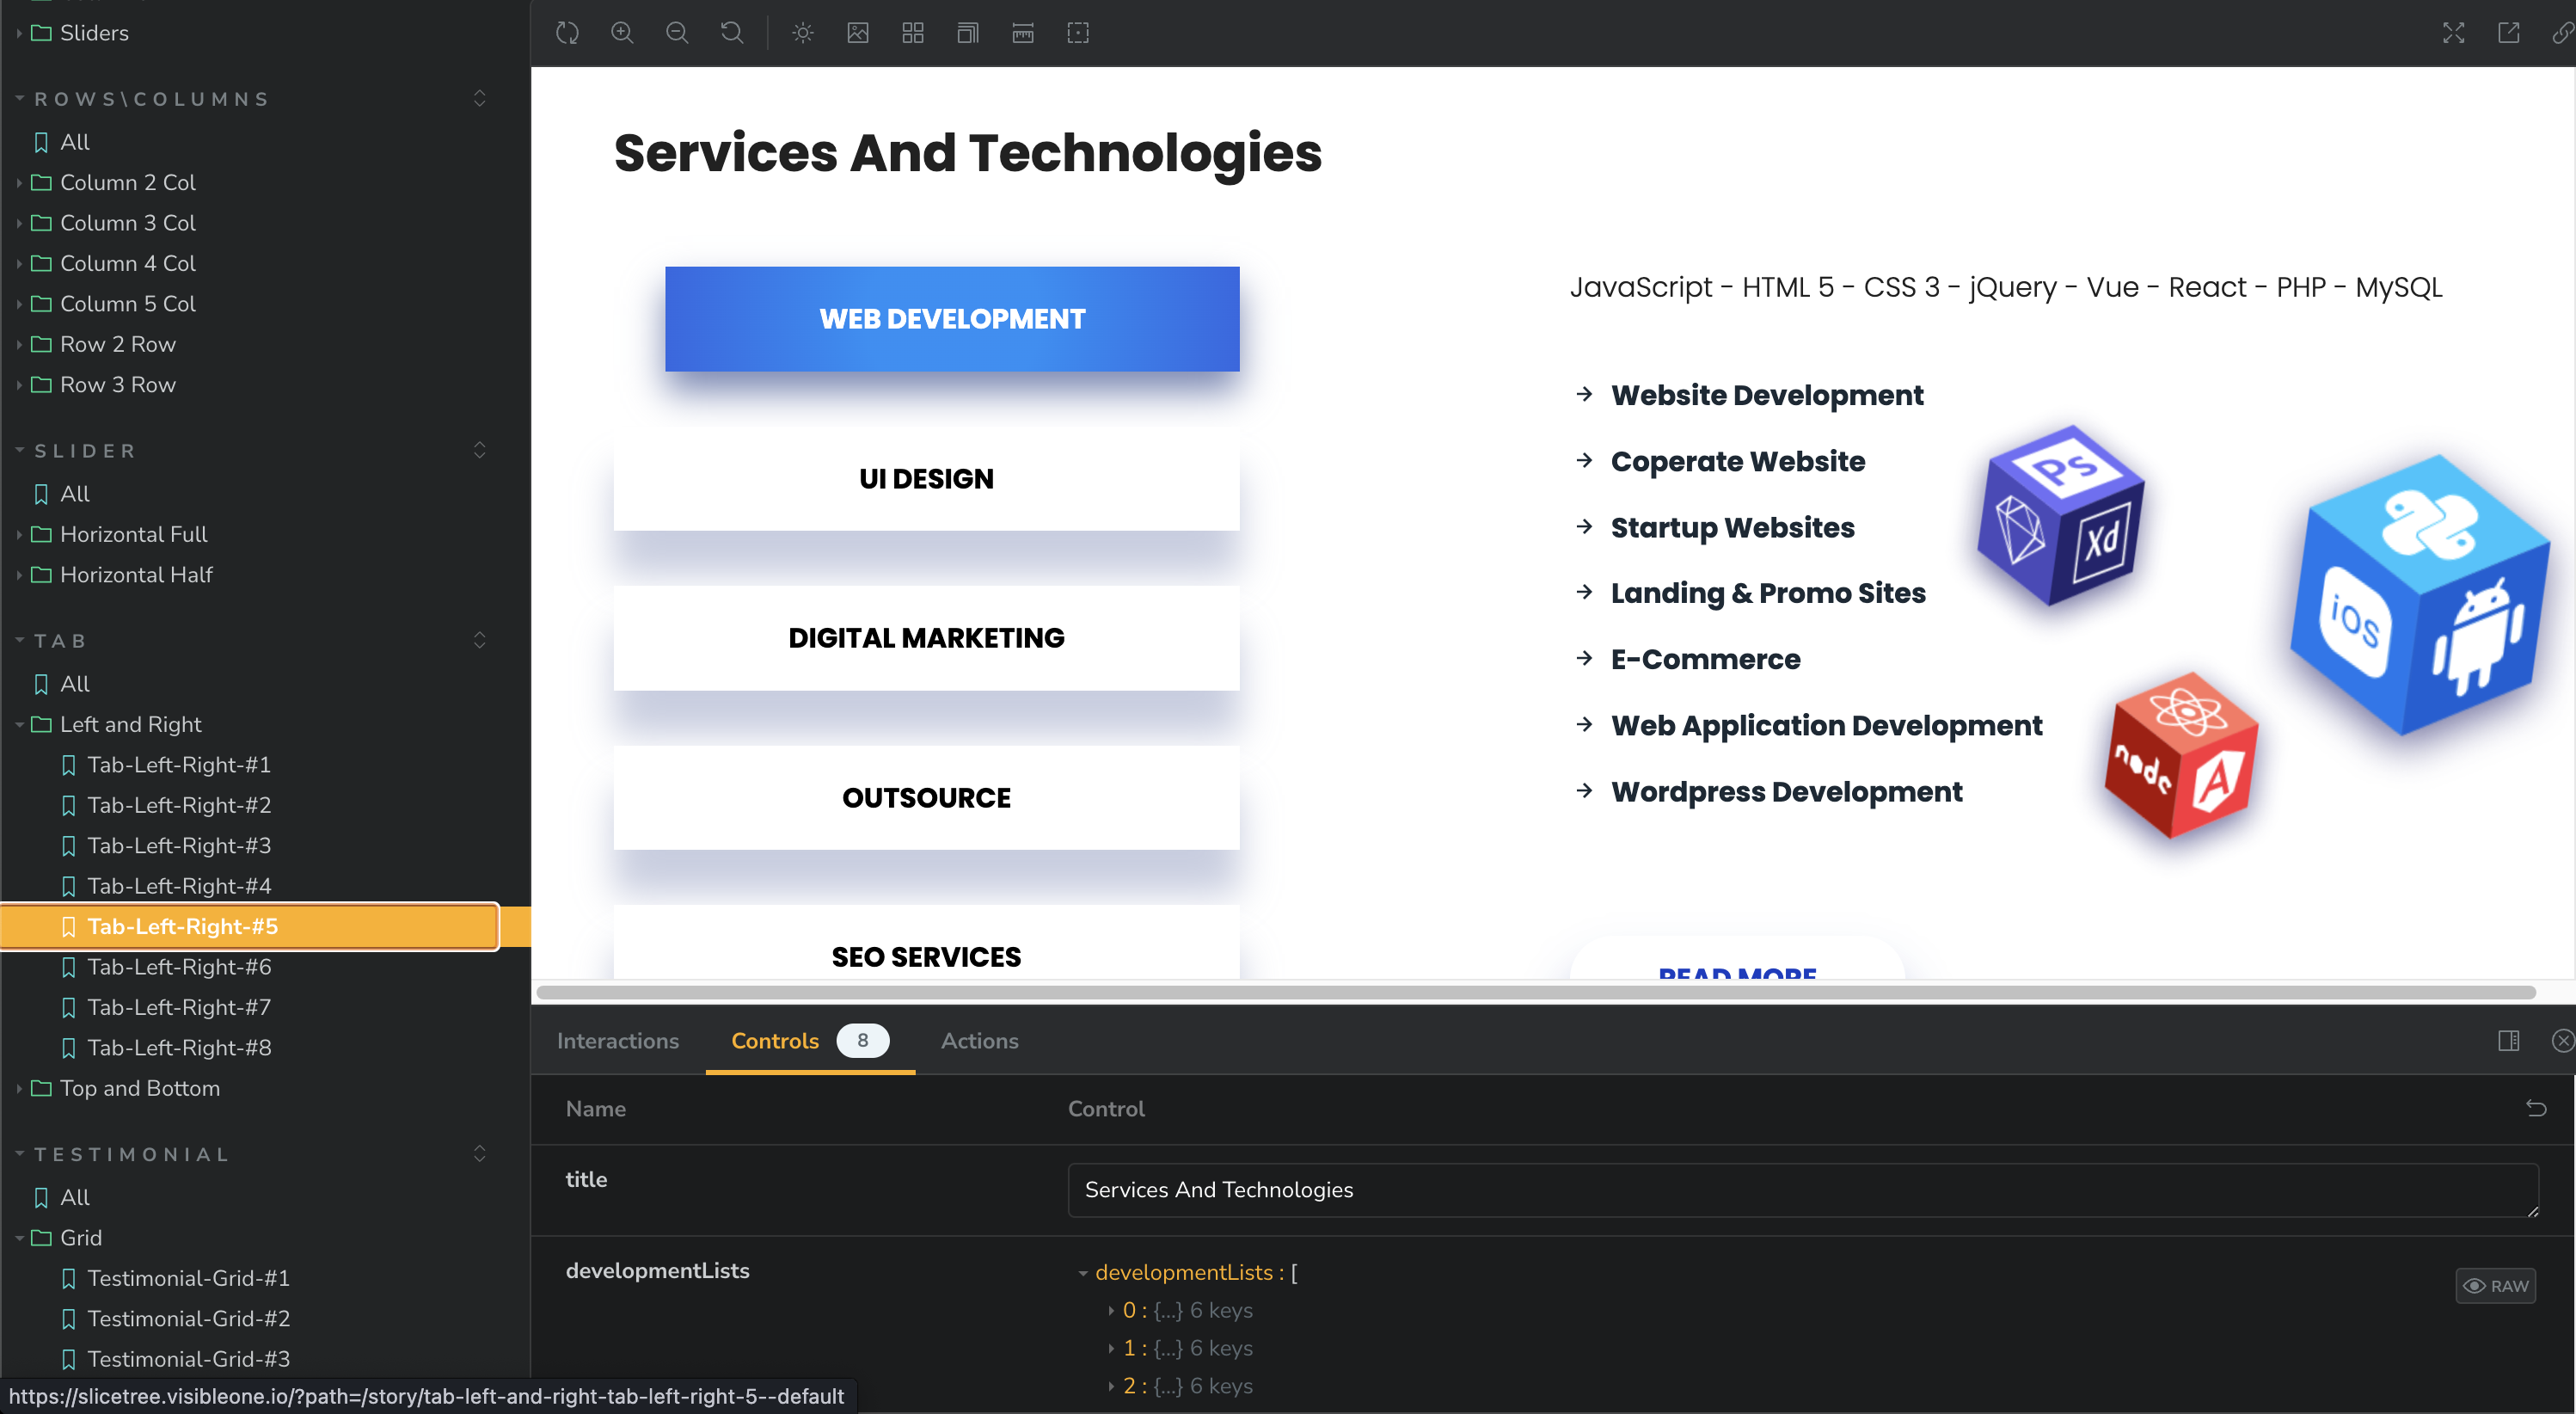 Sliders
ROWS\COLUMNS
All
Column 2 Col
Column 3 Col
Column 4 Col
Column 5 Col
Row 2 Row
Row 3 Row
SLIDER
All
Horizontal Full
Horizontal Half
TAB
All
Left and Right
Tab-Left-Right-#1
Tab-Left-Right-#2
Tab-Left-Right-#3
Tab-Left-Right-#4
Tab-Left-Right-#5
Tab-Left-Right-#6
Tab-Left-Right-#7
Tab-Left-Right-#8
Top and Bottom
TESTIMONIAL
All
Grid
Testimonial-Grid-#1
Testimonial-Grid-#2
Testimonial-Grid-#3
https://slicetree.visibleone.io/?path=/story/tab-left-and-right-tab-left-right-5--default
Services And Technologies
WEB DEVELOPMENT
UI DESIGN
DIGITAL MARKETING
OUTSOURCE
SEO SERVICES
JavaScript - HTML 5 - CSS 3 - jQuery - Vue - React - PHP - MySQL
→ Website Development
→ Coperate Website
→ Startup Websites
→ Landing & Promo Sites
→ E-Commerce
→ Web Application Development
→ Wordpress Development
Ps
Xd
iOS
node
A
READ MORE
Interactions
Controls 8
Actions
Name Control
title Services And Technologies
developmentLists developmentLists : [
RAW
0 : {...} 6 keys
1 : {...} 6 keys
2 : {...} 6 keys